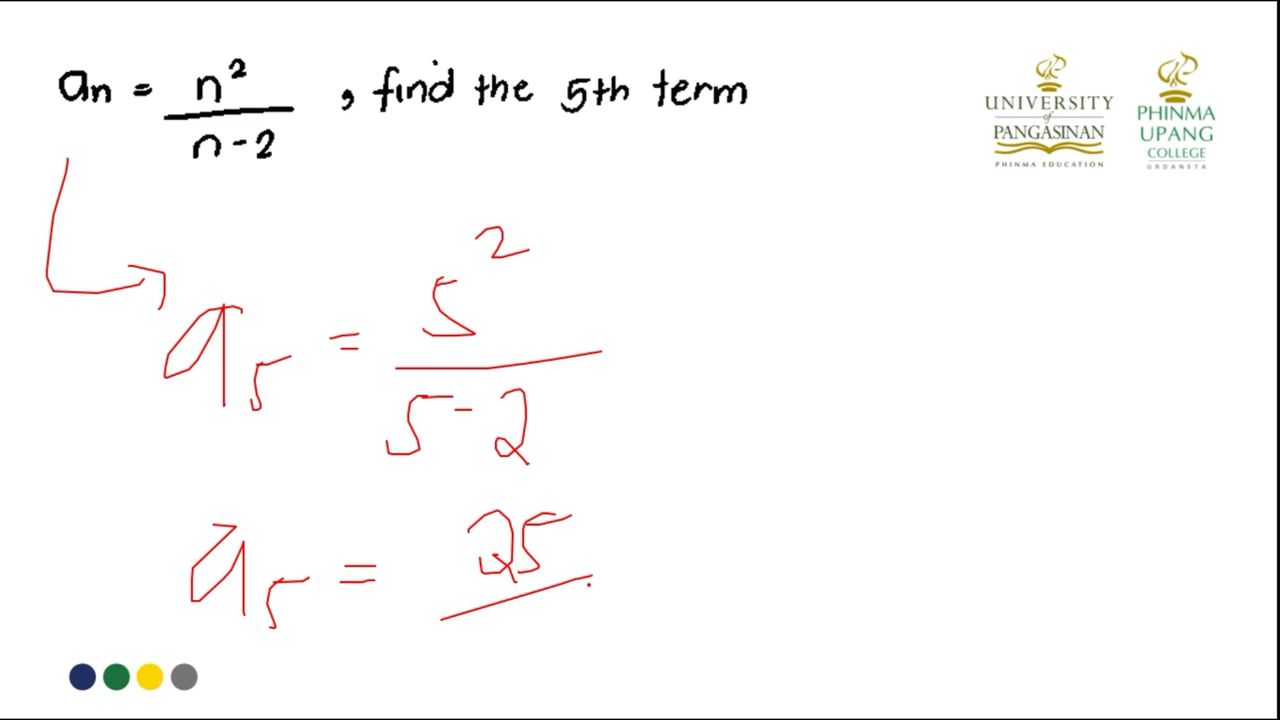 an = n² / n - 2 , find the 5th term
a5 = 5² / 5 - 2
a5 = 25
UNIVERSITY
of
PANGASINAN
PHINMA EDUCATION
PHINMA
UPANG
COLLEGE
URDANETA